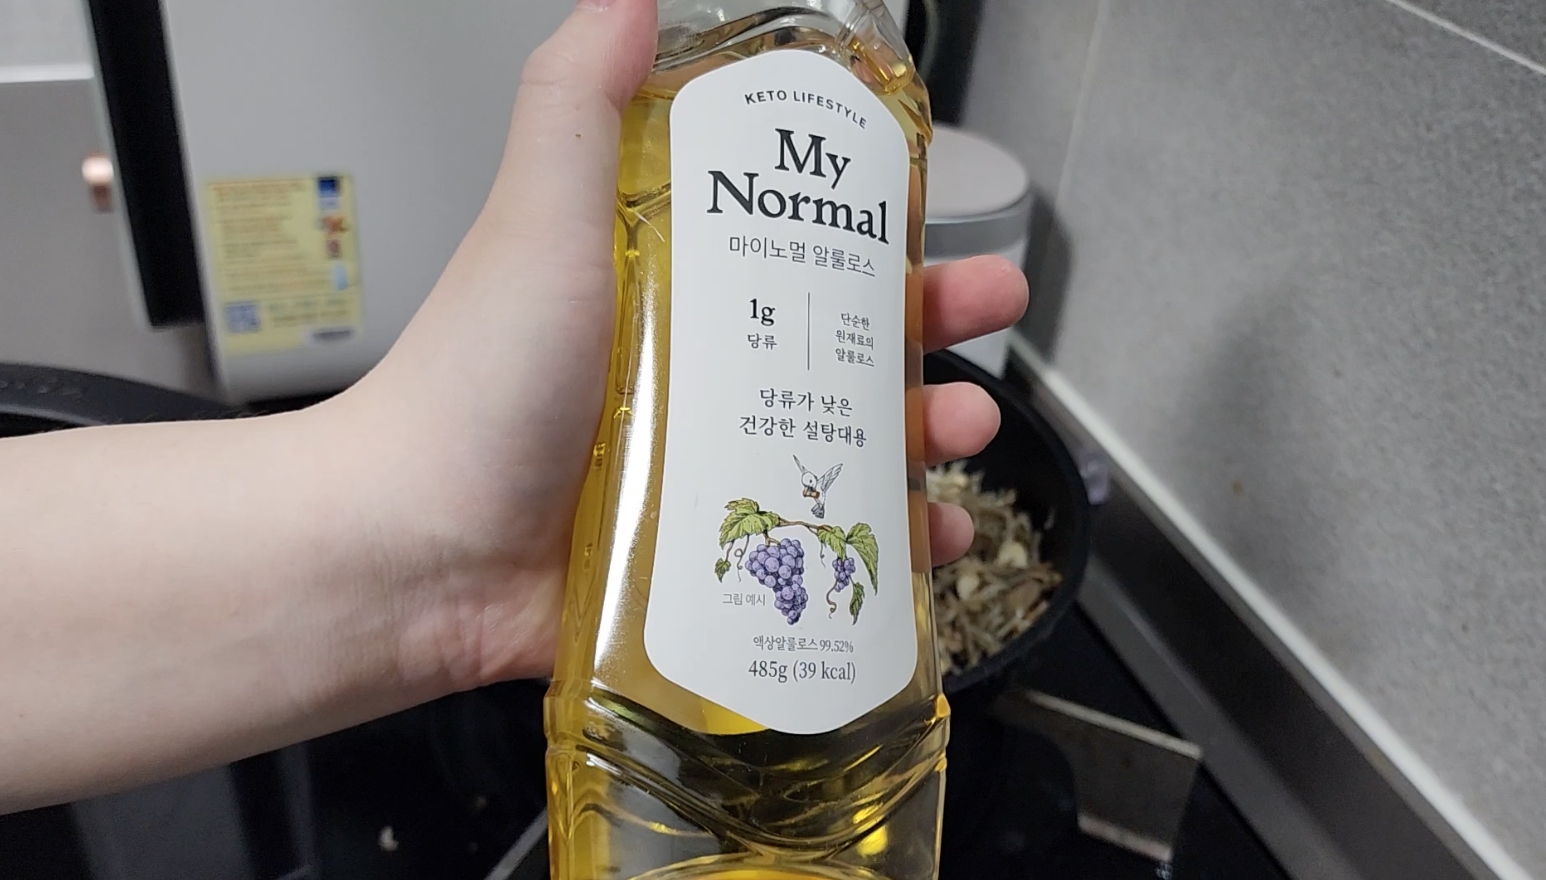 KETO LIFESTYLE
My
Normal
마이노멀 알룰로스
1g
당류
단순한
원재료의
알룰로스
당류가 낮은
건강한 설탕대용
그림 예시
액상알룰로스 99.52%
485g (39 kcal)